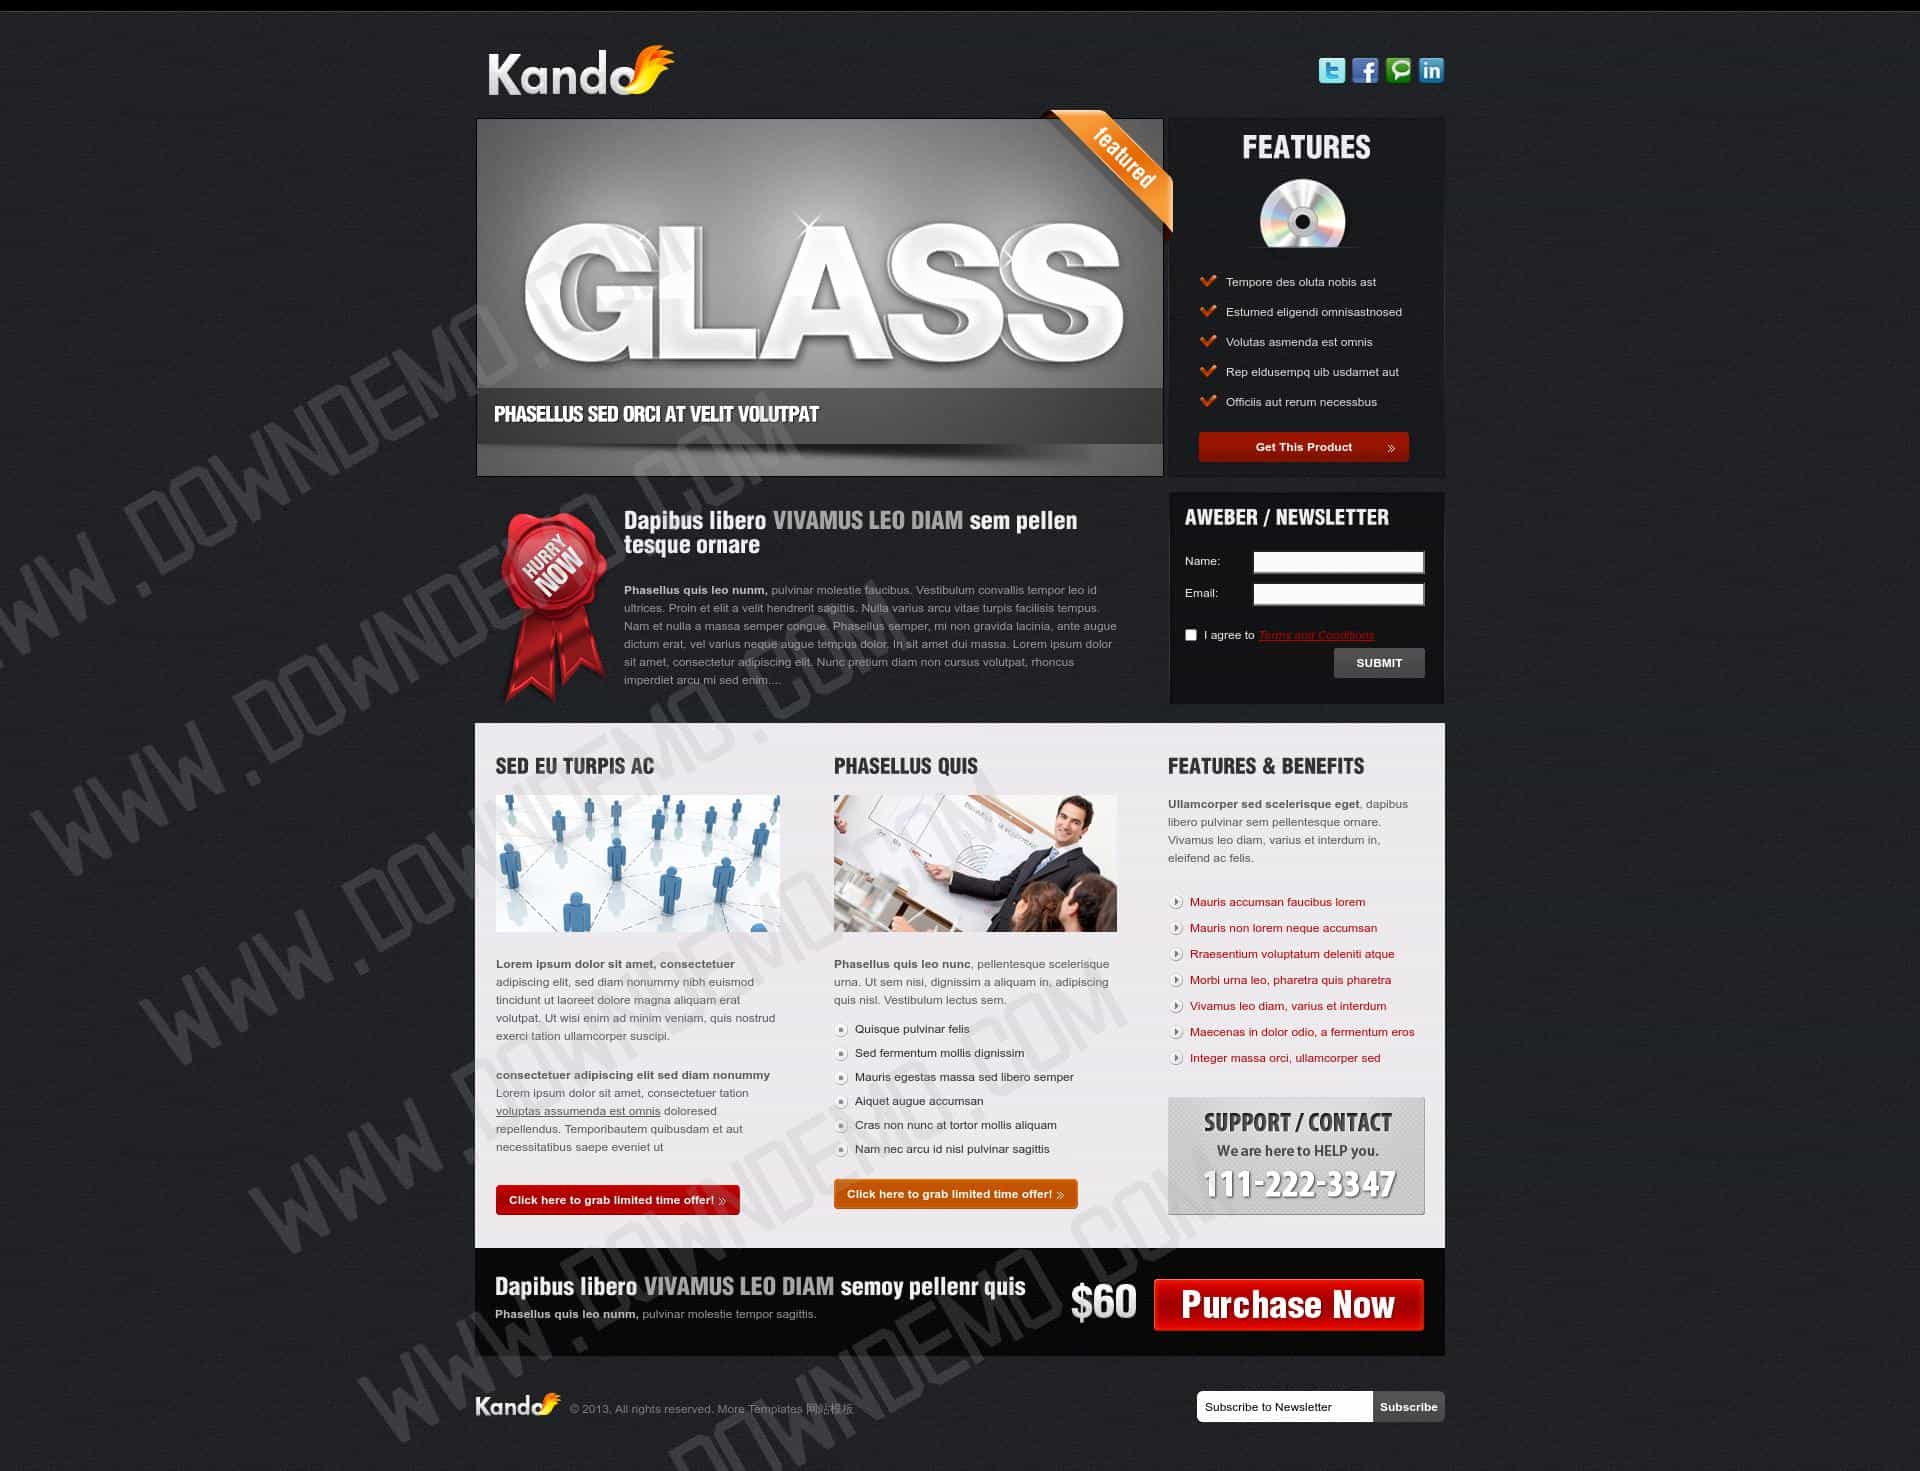 Kando
featured
GLASS
PHASELLUS SED ORCI AT VELIT VOLUTPAT
FEATURES
Tempore des oluta nobis ast
Estumed eligendi omnisastnosed
Volutas asmenda est omnis
Rep eldusempq uib usdamet aut
Officiis aut rerum necessbus
Get This Product
HURRY
NOW
Dapibus libero VIVAMUS LEO DIAM sem pellen
tesque ornare
Phasellus quis leo nunm, pulvinar molestie faucibus. Vestibulum convallis tempor leo id
ultrices. Proin et elit a velit hendrerit sagittis. Nulla varius arcu vitae turpis facilisis tempus.
Nam et nulla a massa semper congue. Phasellus semper, mi non gravida lacinia, ante augue
dictum erat, vel varius neque augue tempus dolor. In sit amet dui massa. Lorem ipsum dolor
sit amet, consectetur adipiscing elit. Nunc pretium diam non cursus volutpat, rhoncus
imperdiet arcu mi sed enim....
AWEBER / NEWSLETTER
Name:
Email:
I agree to Terms and Conditions
SUBMIT
SED EU TURPIS AC
Lorem ipsum dolor sit amet, consectetuer
adipiscing elit, sed diam nonummy nibh euismod
tincidunt ut laoreet dolore magna aliquam erat
volutpat. Ut wisi enim ad minim veniam, quis nostrud
exerci tation ullamcorper suscipi.
consectetuer adipiscing elit sed diam nonummy
Lorem ipsum dolor sit amet, consectetuer tation
voluptas assumenda est omnis doloresed
repellendus. Temporibautem quibusdam et aut
necessitatibus saepe eveniet ut
Click here to grab limited time offer!
PHASELLUS QUIS
Phasellus quis leo nunc, pellentesque scelerisque
urna. Ut sem nisi, dignissim a aliquam in, adipiscing
quis nisl. Vestibulum lectus sem.
Quisque pulvinar felis
Sed fermentum mollis dignissim
Mauris egestas massa sed libero semper
Aiquet augue accumsan
Cras non nunc at tortor mollis aliquam
Nam nec arcu id nisl pulvinar sagittis
Click here to grab limited time offer!
FEATURES & BENEFITS
Ullamcorper sed scelerisque eget, dapibus
libero pulvinar sem pellentesque ornare.
Vivamus leo diam, varius et interdum in,
eleifend ac felis.
Mauris accumsan faucibus lorem
Mauris non lorem neque accumsan
Rraesentium voluptatum deleniti atque
Morbi urna leo, pharetra quis pharetra
Vivamus leo diam, varius et interdum
Maecenas in dolor odio, a fermentum eros
Integer massa orci, ullamcorper sed
SUPPORT / CONTACT
We are here to HELP you.
111-222-3347
Dapibus libero VIVAMUS LEO DIAM semoy pellenr quis
Phasellus quis leo nunm, pulvinar molestie tempor sagittis.
$60
Purchase Now
Kando
© 2013. All rights reserved. More Templates 网站模板
Subscribe to Newsletter
Subscribe
WWW.DOWNDEMO.COM
WWW.DOWNDEMO.COM
WWW.DOWNDEMO.COM
WWW.DOWNDEMO.COM
WWW.DOWNDEMO.COM
WWW.DOWNDEMO.COM
DOWNDEMO.COM